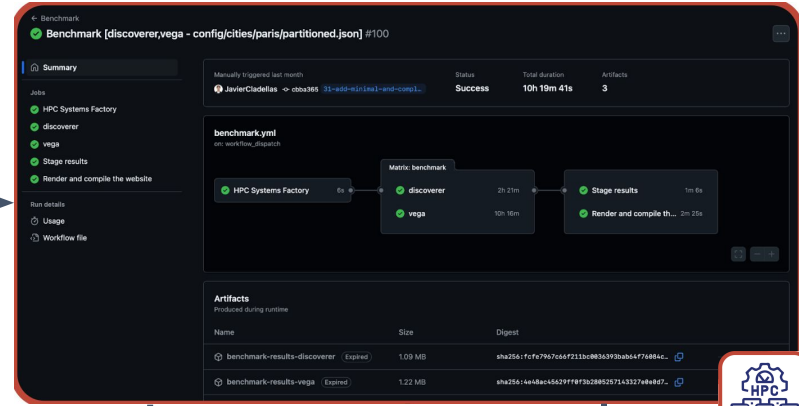 ← Benchmark
Benchmark [discoverer,vega - config/cities/paris/partitioned.json] #100
Summary
Jobs
HPC Systems Factory
discoverer
vega
Stage results
Render and compile the website
Run details
Usage
Workflow file
Manually triggered last month
JavierCladellas cbba365 31-add-minimal-and-compl…
Status
Success
Total duration
10h 19m 41s
Artifacts
3
benchmark.yml
on: workflow_dispatch
HPC Systems Factory 6s
Matrix: benchmark
discoverer 2h 21m
vega 10h 16m
Stage results 1m 6s
Render and compile th... 2m 25s
Artifacts
Produced during runtime
Name Size Digest
benchmark-results-discoverer Expired 1.09 MB sha256:fcfe7967c66f211bc0036393bab64f76084c…
benchmark-results-vega Expired 1.22 MB sha256:4e48ac45629ff0f3b2805257143327e0e0d7…
HPC